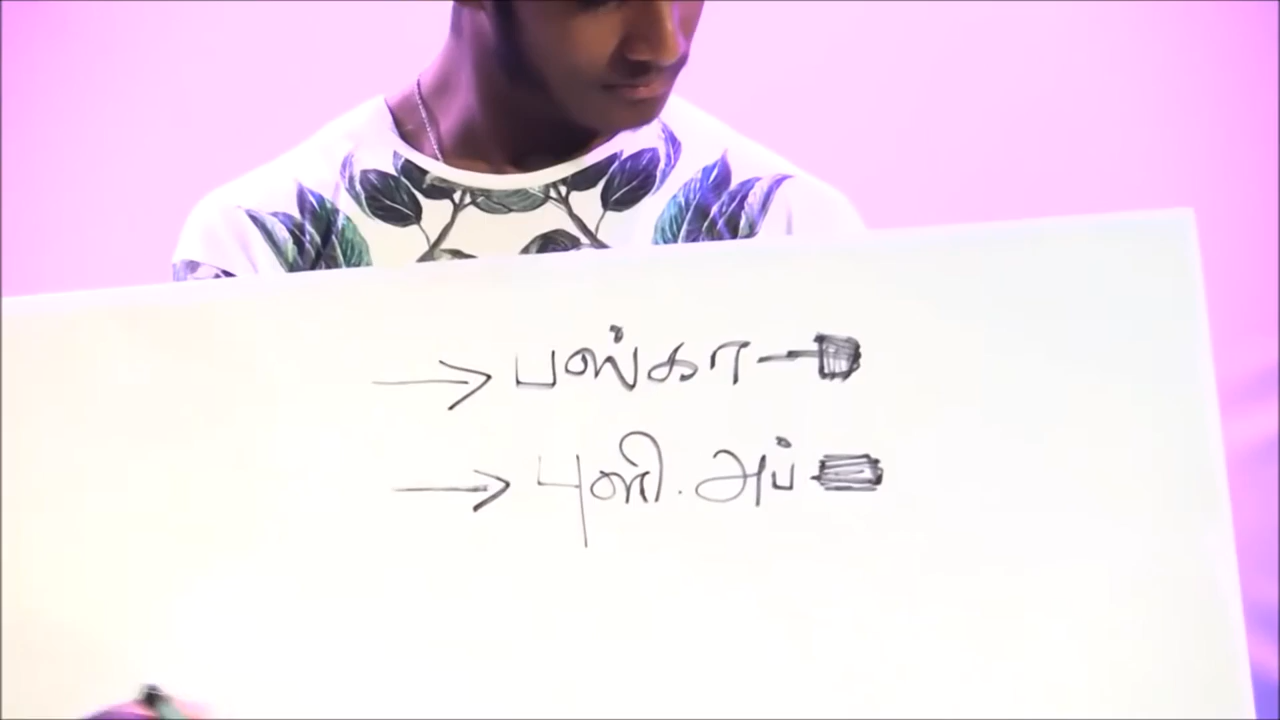 → பஸ்கா
→ புளி. அப்